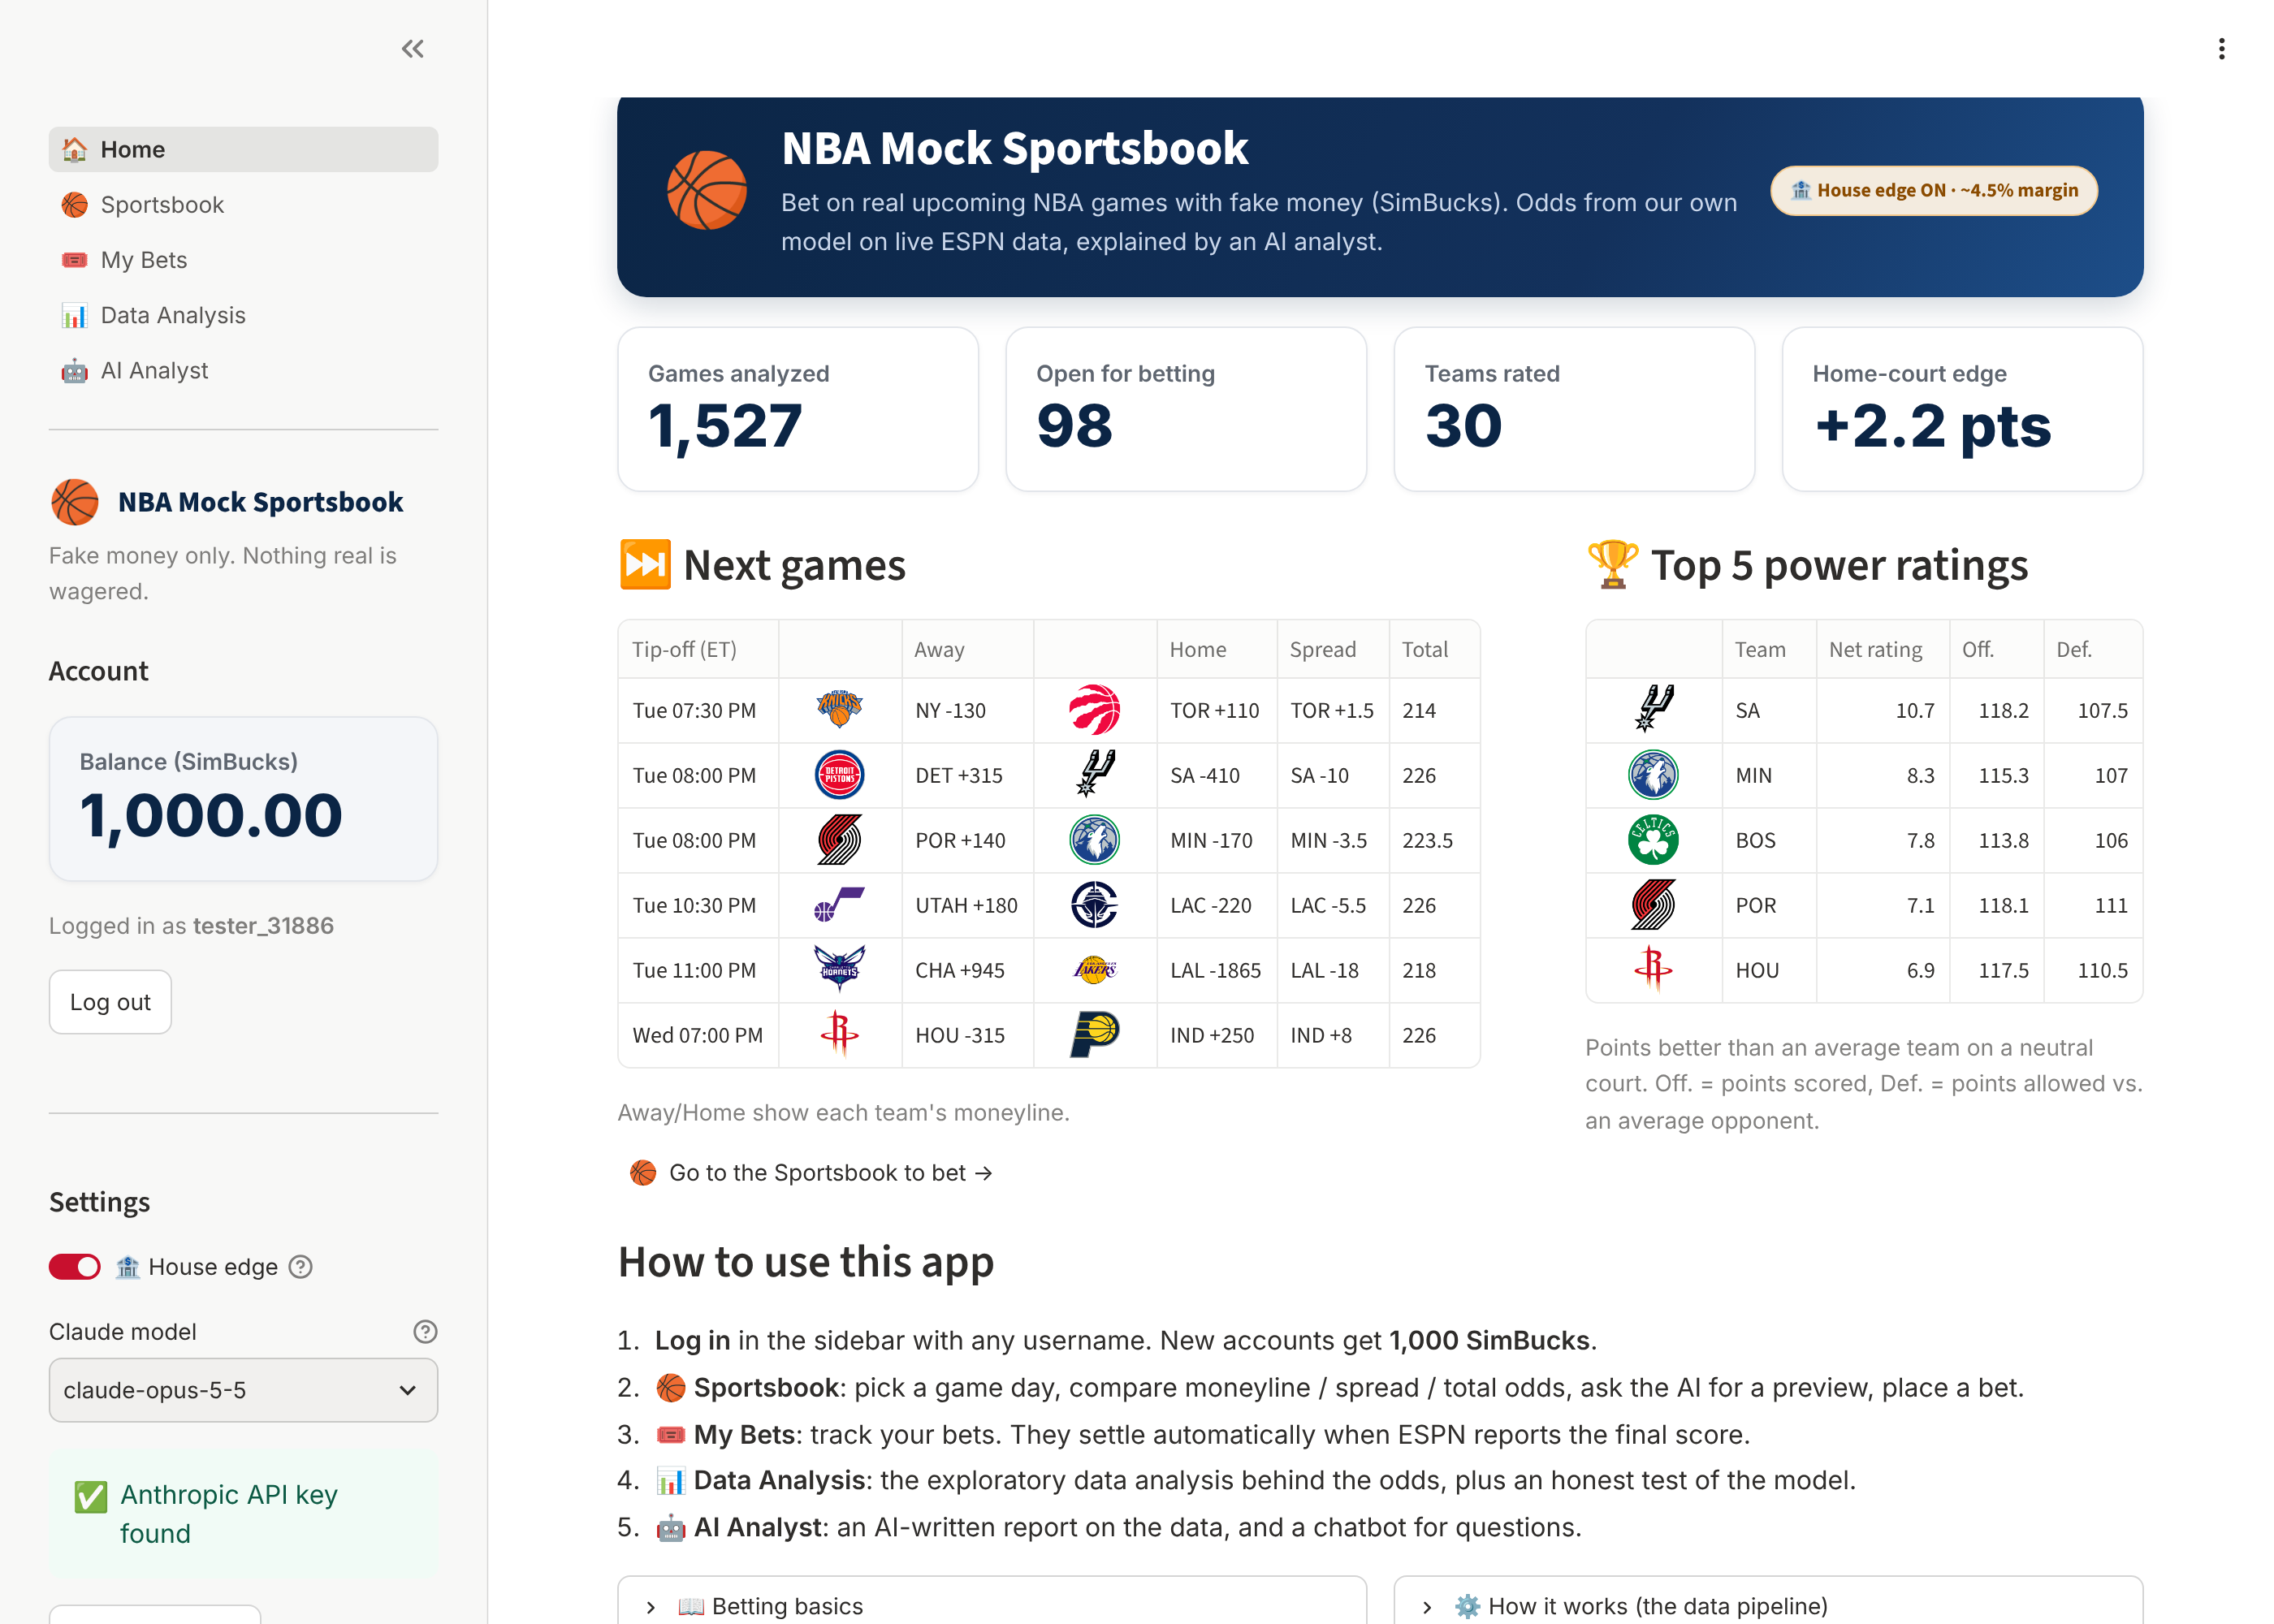 Home
Sportsbook
My Bets
Data Analysis
AI Analyst
NBA Mock Sportsbook
Fake money only. Nothing real is
wagered.
Account
Balance (SimBucks)
1,000.00
Logged in as tester_31886
Log out
Settings
House edge
Claude model
claude-opus-5-5
Anthropic API key
found
NBA Mock Sportsbook
Bet on real upcoming NBA games with fake money (SimBucks). Odds from our own
model on live ESPN data, explained by an AI analyst.
House edge ON · ~4.5% margin
Games analyzed
1,527
Open for betting
98
Teams rated
30
Home-court edge
+2.2 pts
Next games
Tip-off (ET) Away Home Spread Total
Tue 07:30 PM KNICKS NY -130 TOR +110 TOR +1.5 214
Tue 08:00 PM DETROIT PISTONS DET +315 SA -410 SA -10 226
Tue 08:00 PM POR +140 MIN -170 MIN -3.5 223.5
Tue 10:30 PM UTAH +180 LAC -220 LAC -5.5 226
Tue 11:00 PM HORNETS CHA +945 LAKERS LAL -1865 LAL -18 218
Wed 07:00 PM HOU -315 IND +250 IND +8 226
Away/Home show each team's moneyline.
Go to the Sportsbook to bet →
Top 5 power ratings
Team Net rating Off. Def.
SA 10.7 118.2 107.5
MIN 8.3 115.3 107
CELTICS BOS 7.8 113.8 106
POR 7.1 118.1 111
HOU 6.9 117.5 110.5
Points better than an average team on a neutral
court. Off. = points scored, Def. = points allowed vs.
an average opponent.
How to use this app
1. Log in in the sidebar with any username. New accounts get 1,000 SimBucks.
2. Sportsbook: pick a game day, compare moneyline / spread / total odds, ask the AI for a preview, place a bet.
3. My Bets: track your bets. They settle automatically when ESPN reports the final score.
4. Data Analysis: the exploratory data analysis behind the odds, plus an honest test of the model.
5. AI Analyst: an AI-written report on the data, and a chatbot for questions.
Betting basics
How it works (the data pipeline)